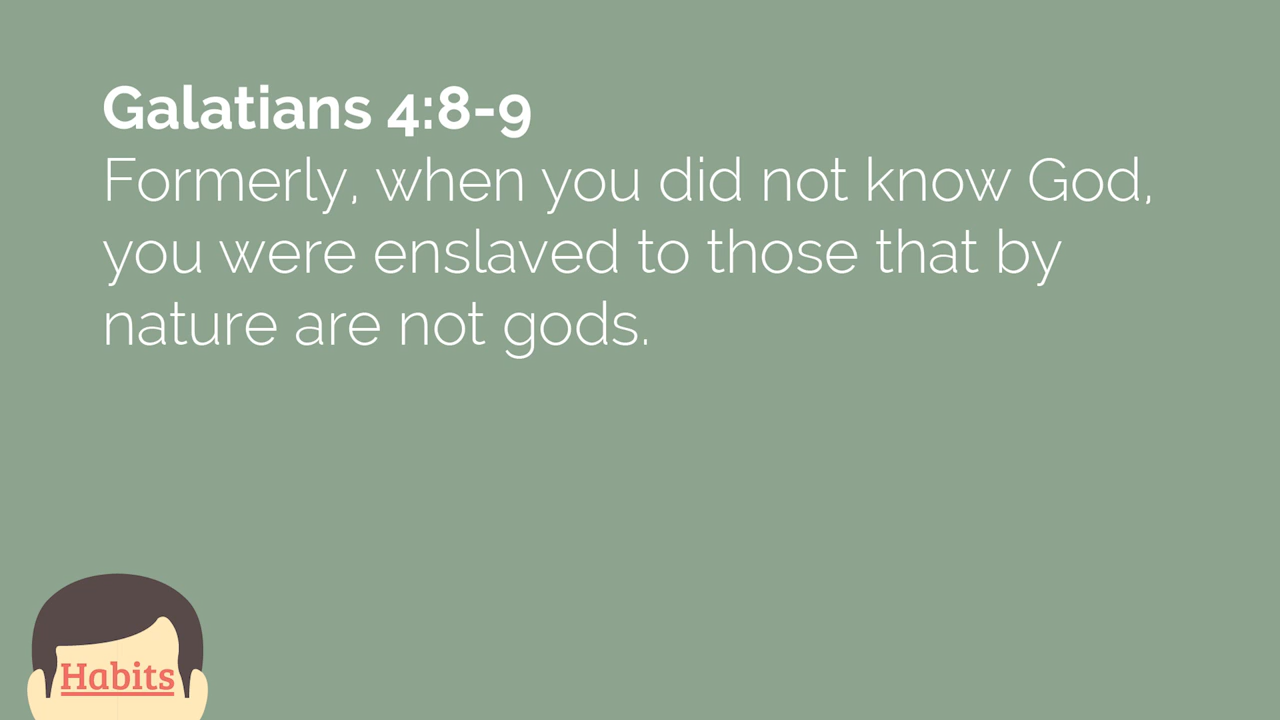 Galatians 4:8-9
Formerly, when you did not know God,
you were enslaved to those that by
nature are not gods.
Habits